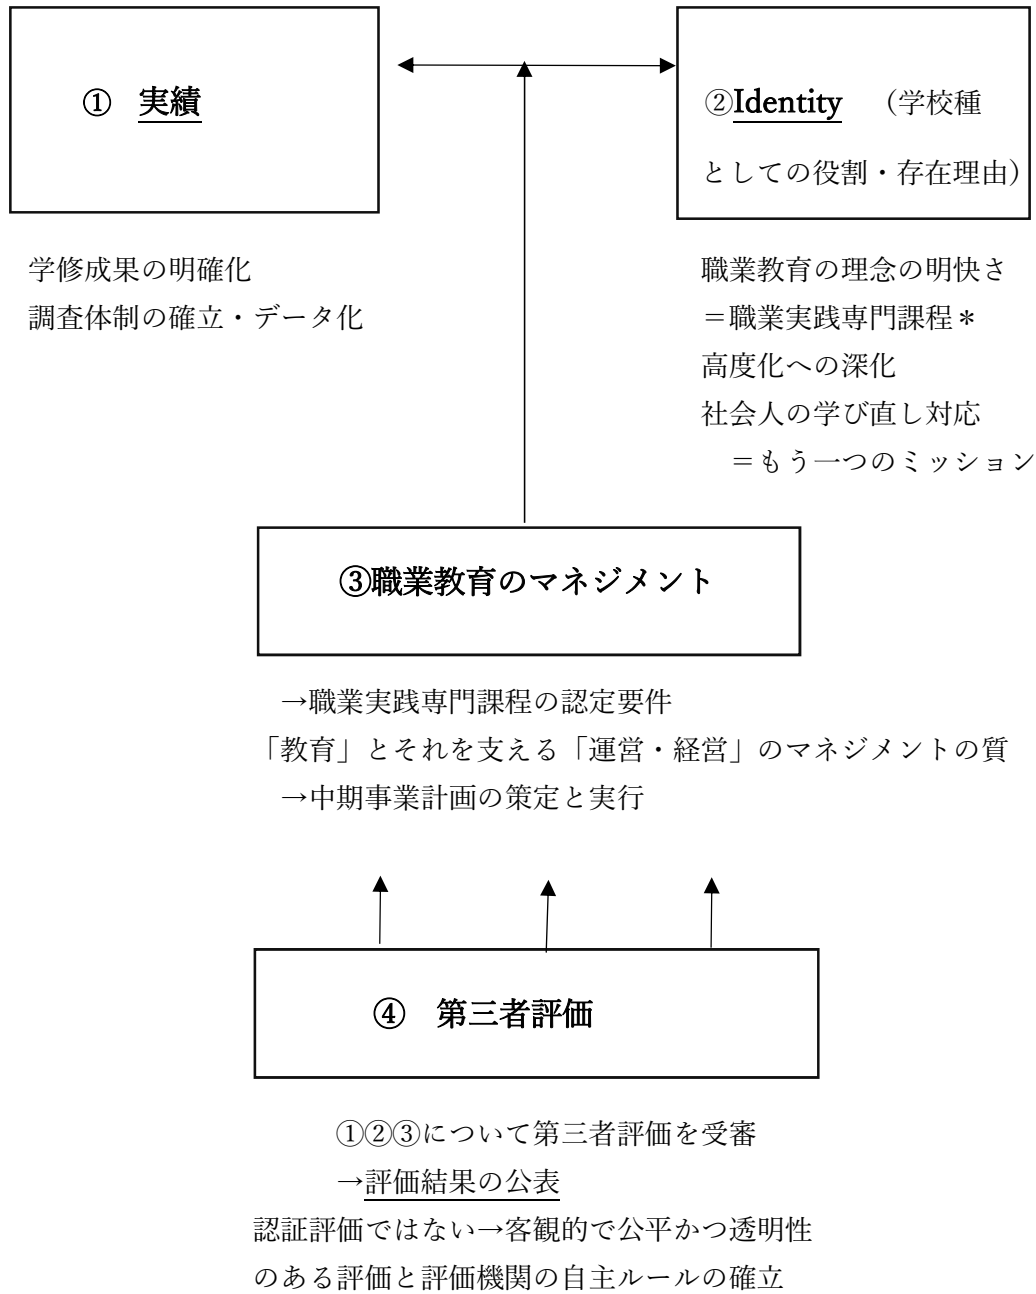 ① 実績
②Identity （学校種
としての役割・存在理由）
学修成果の明確化
調査体制の確立・データ化
職業教育の理念の明快さ
＝職業実践専門課程＊
高度化への深化
社会人の学び直し対応
＝もう一つのミッション
③職業教育のマネジメント
→職業実践専門課程の認定要件
「教育」とそれを支える「運営・経営」のマネジメントの質
→中期事業計画の策定と実行
④ 第三者評価
①②③について第三者評価を受審
→評価結果の公表
認証評価ではない→客観的で公平かつ透明性
のある評価と評価機関の自主ルールの確立